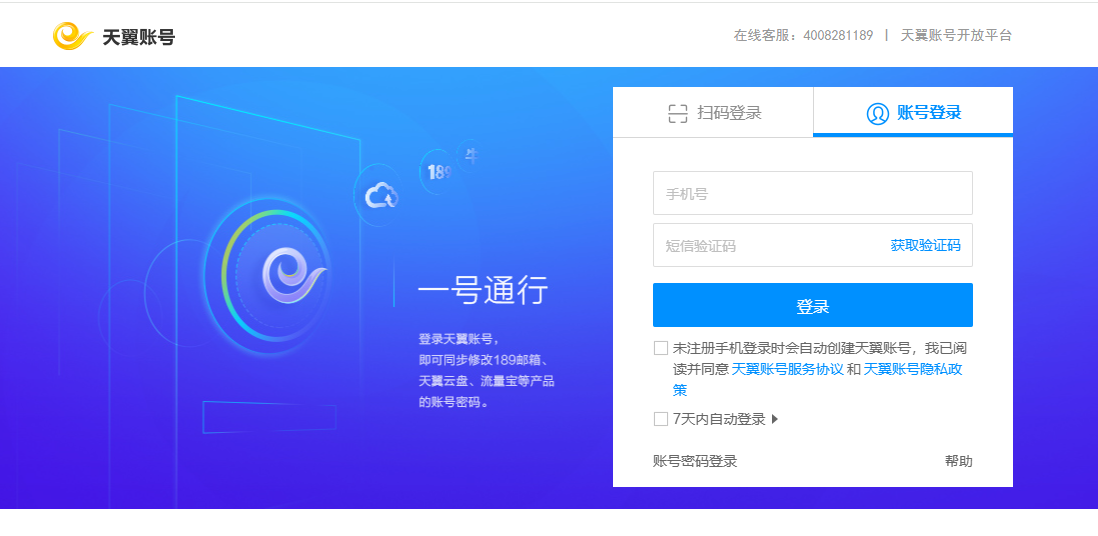 天翼账号
在线客服：4008281189 | 天翼账号开放平台
扫码登录
账号登录
189
手机号
短信验证码 获取验证码
一号通行
登录
登录天翼账号，
即可同步修改189邮箱、
天翼云盘、流量宝等产品
的账号密码。
未注册手机登录时会自动创建天翼账号，我已阅
读并同意 天翼账号服务协议 和 天翼账号隐私政
策
7天内自动登录
账号密码登录 帮助